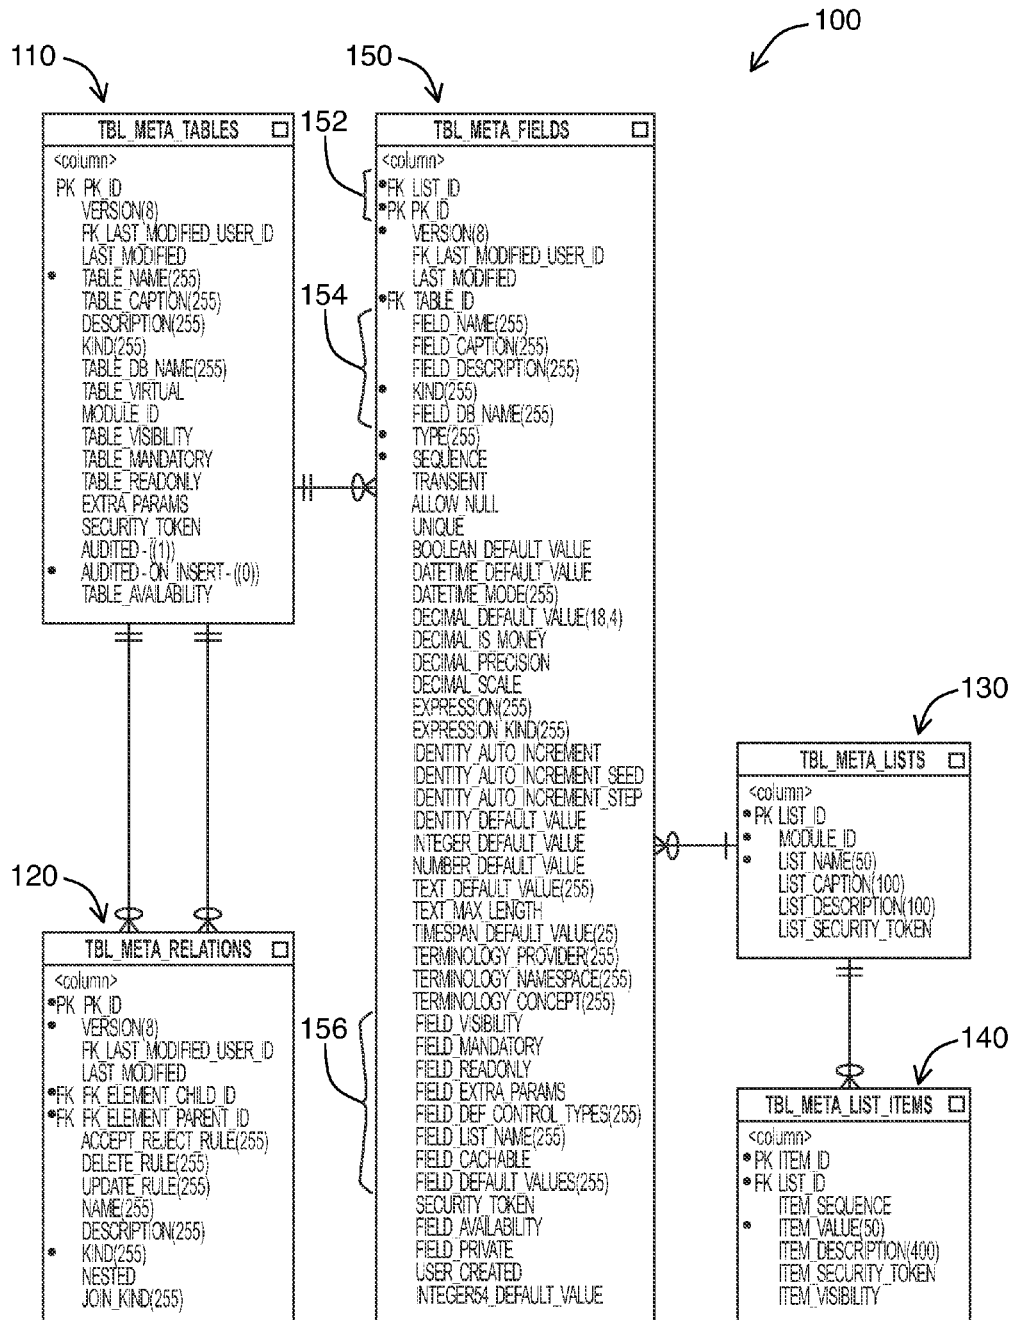 100
110
TBL_META_TABLES
<column>
PK PK_ID
VERSION(8)
FK_LAST_MODIFIED_USER_ID
LAST_MODIFIED
• TABLE_NAME(255)
TABLE_CAPTION(255)
DESCRIPTION(255)
KIND(255)
TABLE_DB_NAME(255)
TABLE_VIRTUAL
MODULE_ID
TABLE_VISIBILITY
TABLE_MANDATORY
TABLE_READONLY
EXTRA_PARAMS
SECURITY_TOKEN
AUDITED-((1))
• AUDITED-ON_INSERT-((0))
TABLE_AVAILABILITY
120
TBL_META_RELATIONS
<column>
•PK PK_ID
• VERSION(8)
FK_LAST_MODIFIED_USER_ID
LAST_MODIFIED
•FK FK_ELEMENT_CHILD_ID
•FK FK_ELEMENT_PARENT_ID
ACCEPT_REJECT_RULE(255)
DELETE_RULE(255)
UPDATE_RULE(255)
NAME(255)
DESCRIPTION(255)
• KIND(255)
NESTED
JOIN_KIND(255)
150
152
154
156
TBL_META_FIELDS
<column>
•FK LIST_ID
•PK PK_ID
• VERSION(8)
FK_LAST_MODIFIED_USER_ID
LAST_MODIFIED
•FK TABLE_ID
FIELD_NAME(255)
FIELD_CAPTION(255)
FIELD_DESCRIPTION(255)
• KIND(255)
FIELD_DB_NAME(255)
• TYPE(255)
• SEQUENCE
TRANSIENT
ALLOW_NULL
UNIQUE
BOOLEAN_DEFAULT_VALUE
DATETIME_DEFAULT_VALUE
DATETIME_MODE(255)
DECIMAL_DEFAULT_VALUE(18,4)
DECIMAL_IS_MONEY
DECIMAL_PRECISION
DECIMAL_SCALE
EXPRESSION(255)
EXPRESSION_KIND(255)
IDENTITY_AUTO_INCREMENT
IDENTITY_AUTO_INCREMENT_SEED
IDENTITY_AUTO_INCREMENT_STEP
IDENTITY_DEFAULT_VALUE
INTEGER_DEFAULT_VALUE
NUMBER_DEFAULT_VALUE
TEXT_DEFAULT_VALUE(255)
TEXT_MAX_LENGTH
TIMESPAN_DEFAULT_VALUE(25)
TERMINOLOGY_PROVIDER(255)
TERMINOLOGY_NAMESPACE(255)
TERMINOLOGY_CONCEPT(255)
FIELD_VISIBILITY
FIELD_MANDATORY
FIELD_READONLY
FIELD_EXTRA_PARAMS
FIELD_DEF_CONTROL_TYPES(255)
FIELD_LIST_NAME(255)
FIELD_CACHABLE
FIELD_DEFAULT_VALUES(255)
SECURITY_TOKEN
FIELD_AVAILABILITY
FIELD_PRIVATE
USER_CREATED
INTEGER64_DEFAULT_VALUE
130
TBL_META_LISTS
<column>
•PK LIST_ID
• MODULE_ID
• LIST_NAME(50)
LIST_CAPTION(100)
LIST_DESCRIPTION(100)
LIST_SECURITY_TOKEN
140
TBL_META_LIST_ITEMS
<column>
•PK ITEM_ID
•FK LIST_ID
ITEM_SEQUENCE
• ITEM_VALUE(50)
ITEM_DESCRIPTION(400)
ITEM_SECURITY_TOKEN
ITEM_VISIBILITY